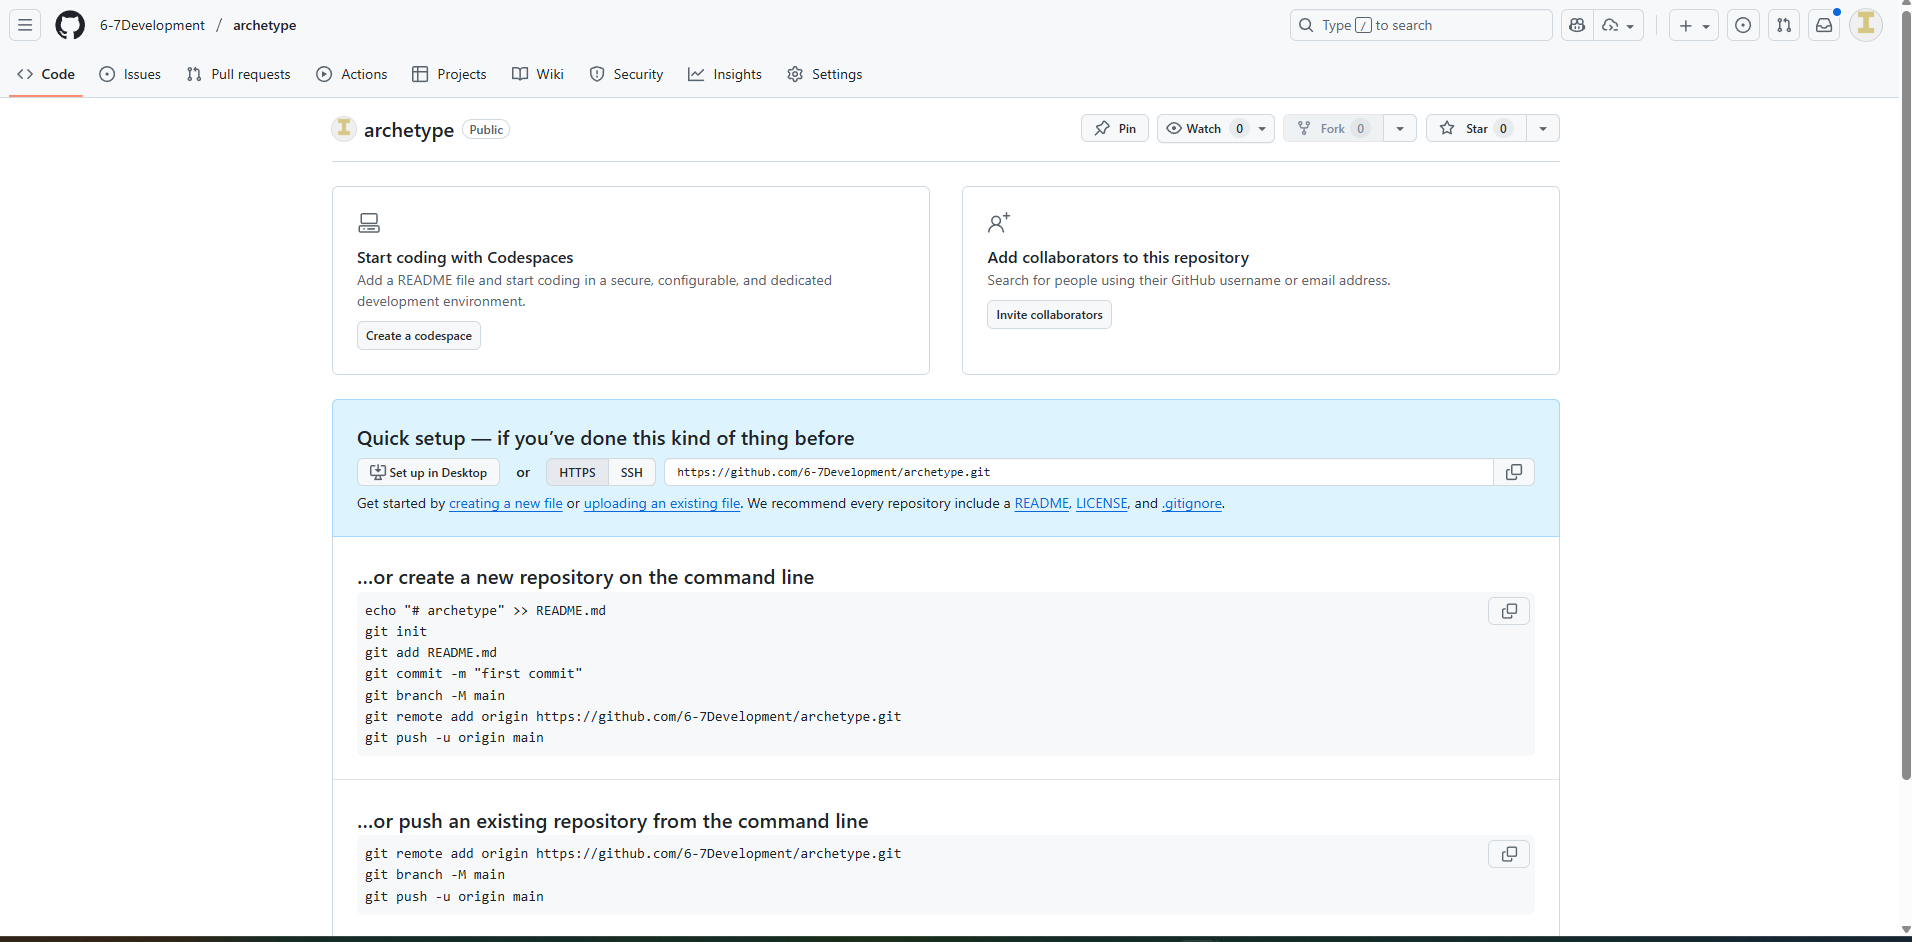 6-7Development / archetype
Type / to search
Code Issues Pull requests Actions Projects Wiki Security Insights Settings
archetype Public
Pin Watch 0 Fork 0 Star 0
Start coding with Codespaces
Add a README file and start coding in a secure, configurable, and dedicated
development environment.
Create a codespace
Add collaborators to this repository
Search for people using their GitHub username or email address.
Invite collaborators
Quick setup — if you’ve done this kind of thing before
Set up in Desktop or HTTPS SSH https://github.com/6-7Development/archetype.git
Get started by creating a new file or uploading an existing file. We recommend every repository include a README, LICENSE, and .gitignore.
…or create a new repository on the command line
echo "# archetype" >> README.md
git init
git add README.md
git commit -m "first commit"
git branch -M main
git remote add origin https://github.com/6-7Development/archetype.git
git push -u origin main
…or push an existing repository from the command line
git remote add origin https://github.com/6-7Development/archetype.git
git branch -M main
git push -u origin main